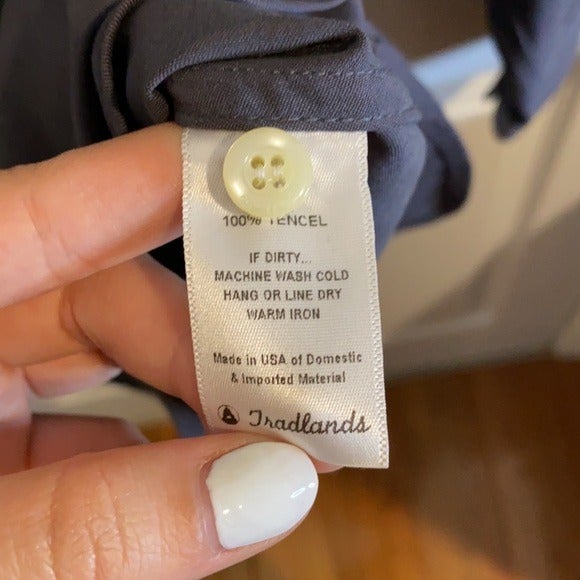 100% TENCEL
IF DIRTY...
MACHINE WASH COLD
HANG OR LINE DRY
WARM IRON
Made in USA of Domestic
& Imported Material
Tradlands